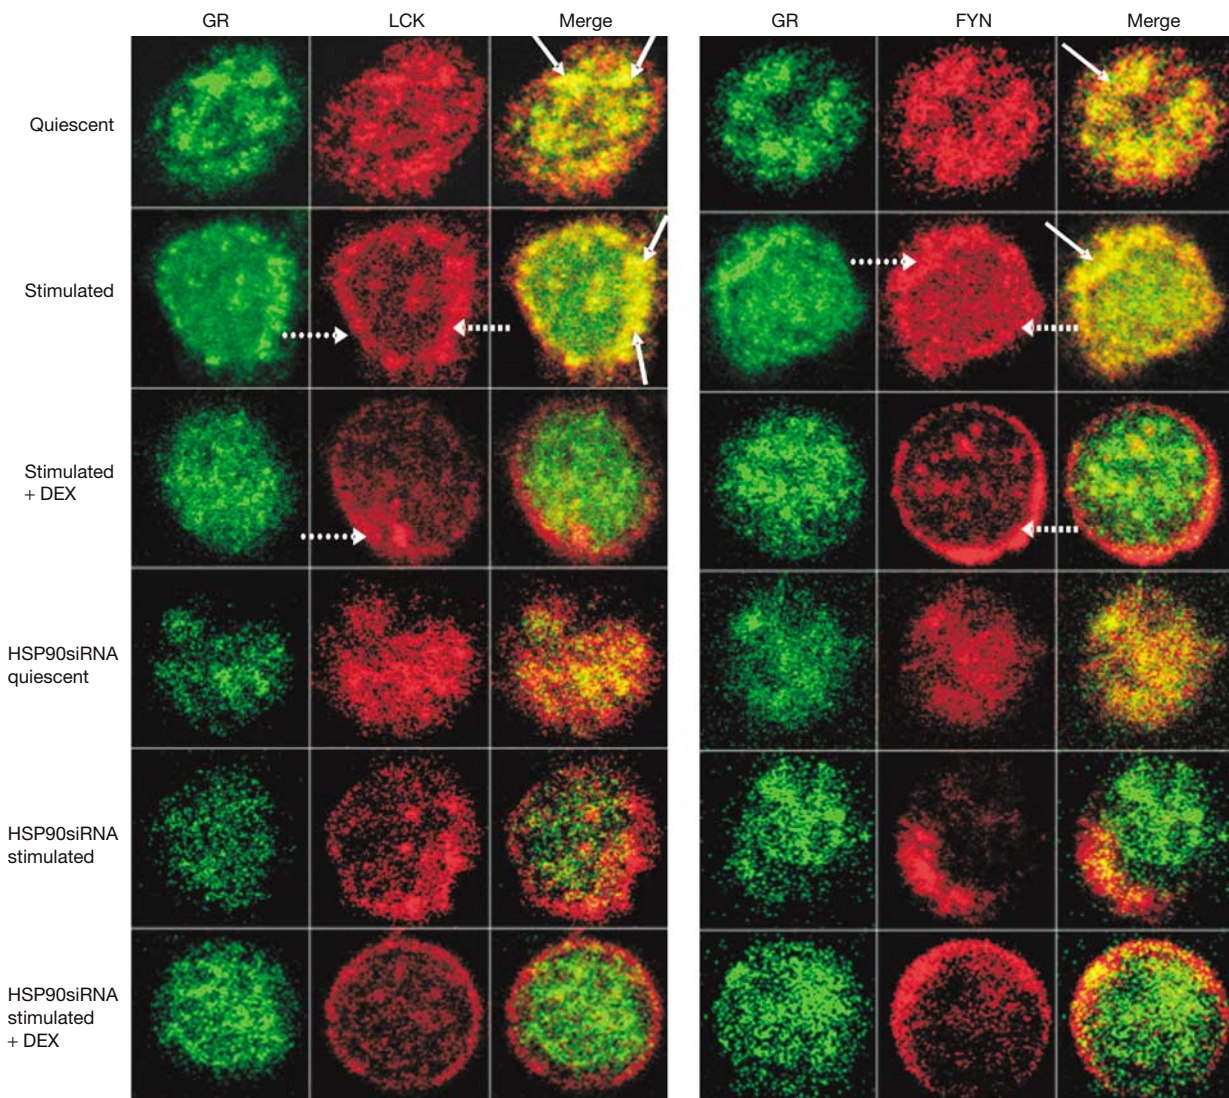 GR LCK Merge GR FYN Merge
Quiescent
Stimulated
Stimulated
+ DEX
HSP90siRNA
quiescent
HSP90siRNA
stimulated
HSP90siRNA
stimulated
+ DEX